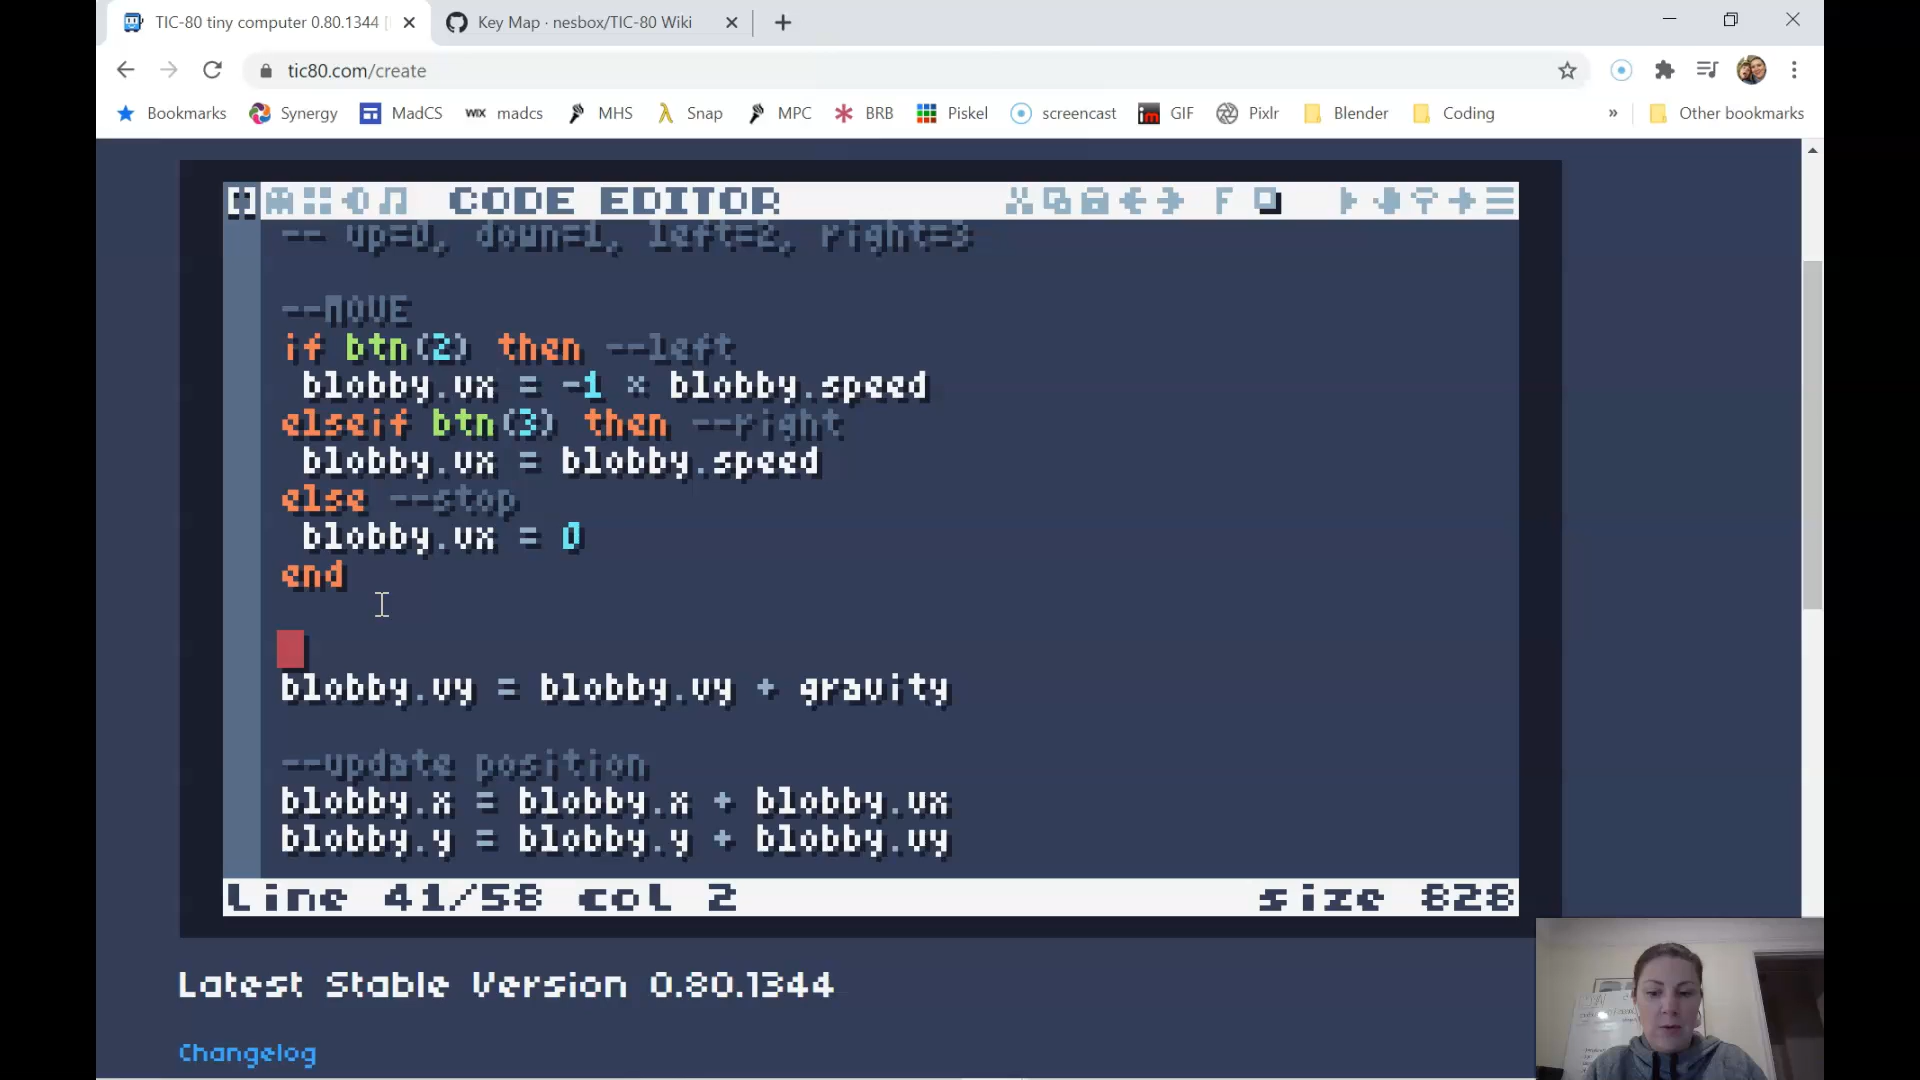 TIC-80 tiny computer 0.80.1344 [
Key Map · nesbox/TIC-80 Wiki
tic80.com/create
Bookmarks Synergy MadCS WIX madcs MHS Snap MPC BRB Piskel screencast im GIF Pixlr Blender Coding » Other bookmarks
CODE EDITOR F
-- up=0, down=1, left=2, right=3
--MOVE
if btn(2) then --left
blobby.vx = -1 * blobby.speed
elseif btn(3) then --right
blobby.vx = blobby.speed
else --stop
blobby.vx = 0
end
blobby.vy = blobby.vy + gravity
--update position
blobby.x = blobby.x + blobby.vx
blobby.y = blobby.y + blobby.vy
line 41/58 col 2 size 828
Latest Stable Version 0.80.1344
Changelog